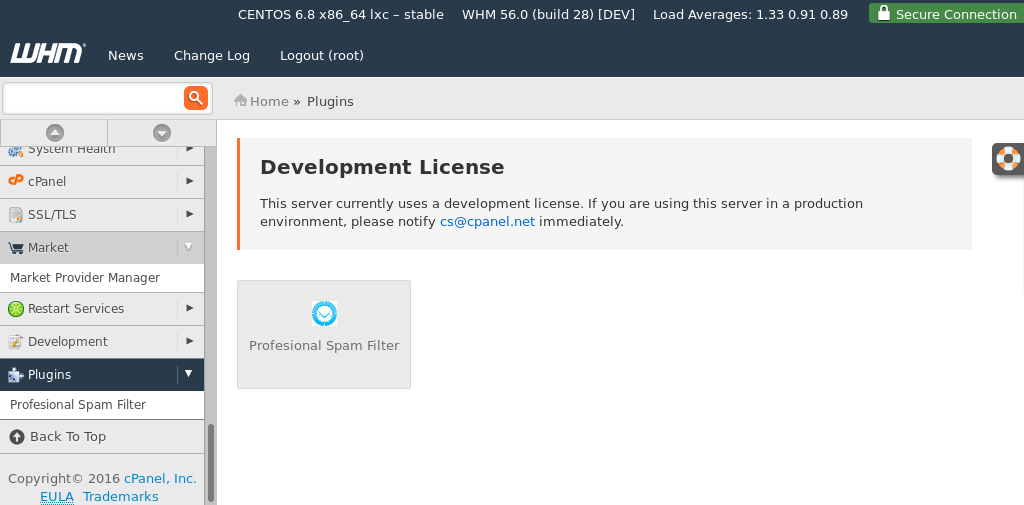 CENTOS 6.8 x86_64 lxc – stable WHM 56.0 (build 28) [DEV] Load Averages: 1.33 0.91 0.89 Secure Connection
WHM® News Change Log Logout (root)
Home » Plugins
System Health
cPanel
SSL/TLS
Market
Market Provider Manager
Restart Services
Development
Plugins
Profesional Spam Filter
Back To Top
Copyright© 2016 cPanel, Inc.
EULA Trademarks
Development License
This server currently uses a development license. If you are using this server in a production
environment, please notify cs@cpanel.net immediately.
Profesional Spam Filter